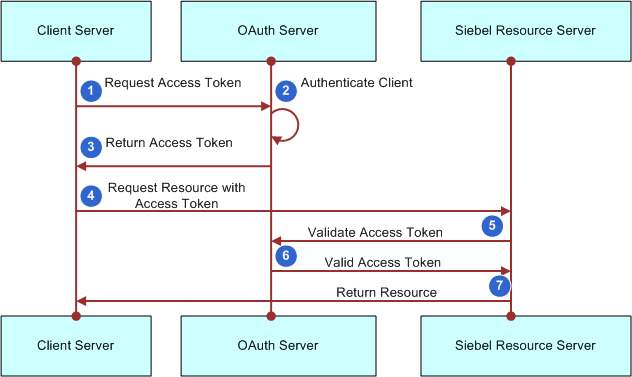 Client Server
OAuth Server
Siebel Resource Server
1 Request Access Token
2 Authenticate Client
3 Return Access Token
4 Request Resource with
Access Token
5
Validate Access Token
6 Valid Access Token
7
Return Resource
Client Server
OAuth Server
Siebel Resource Server